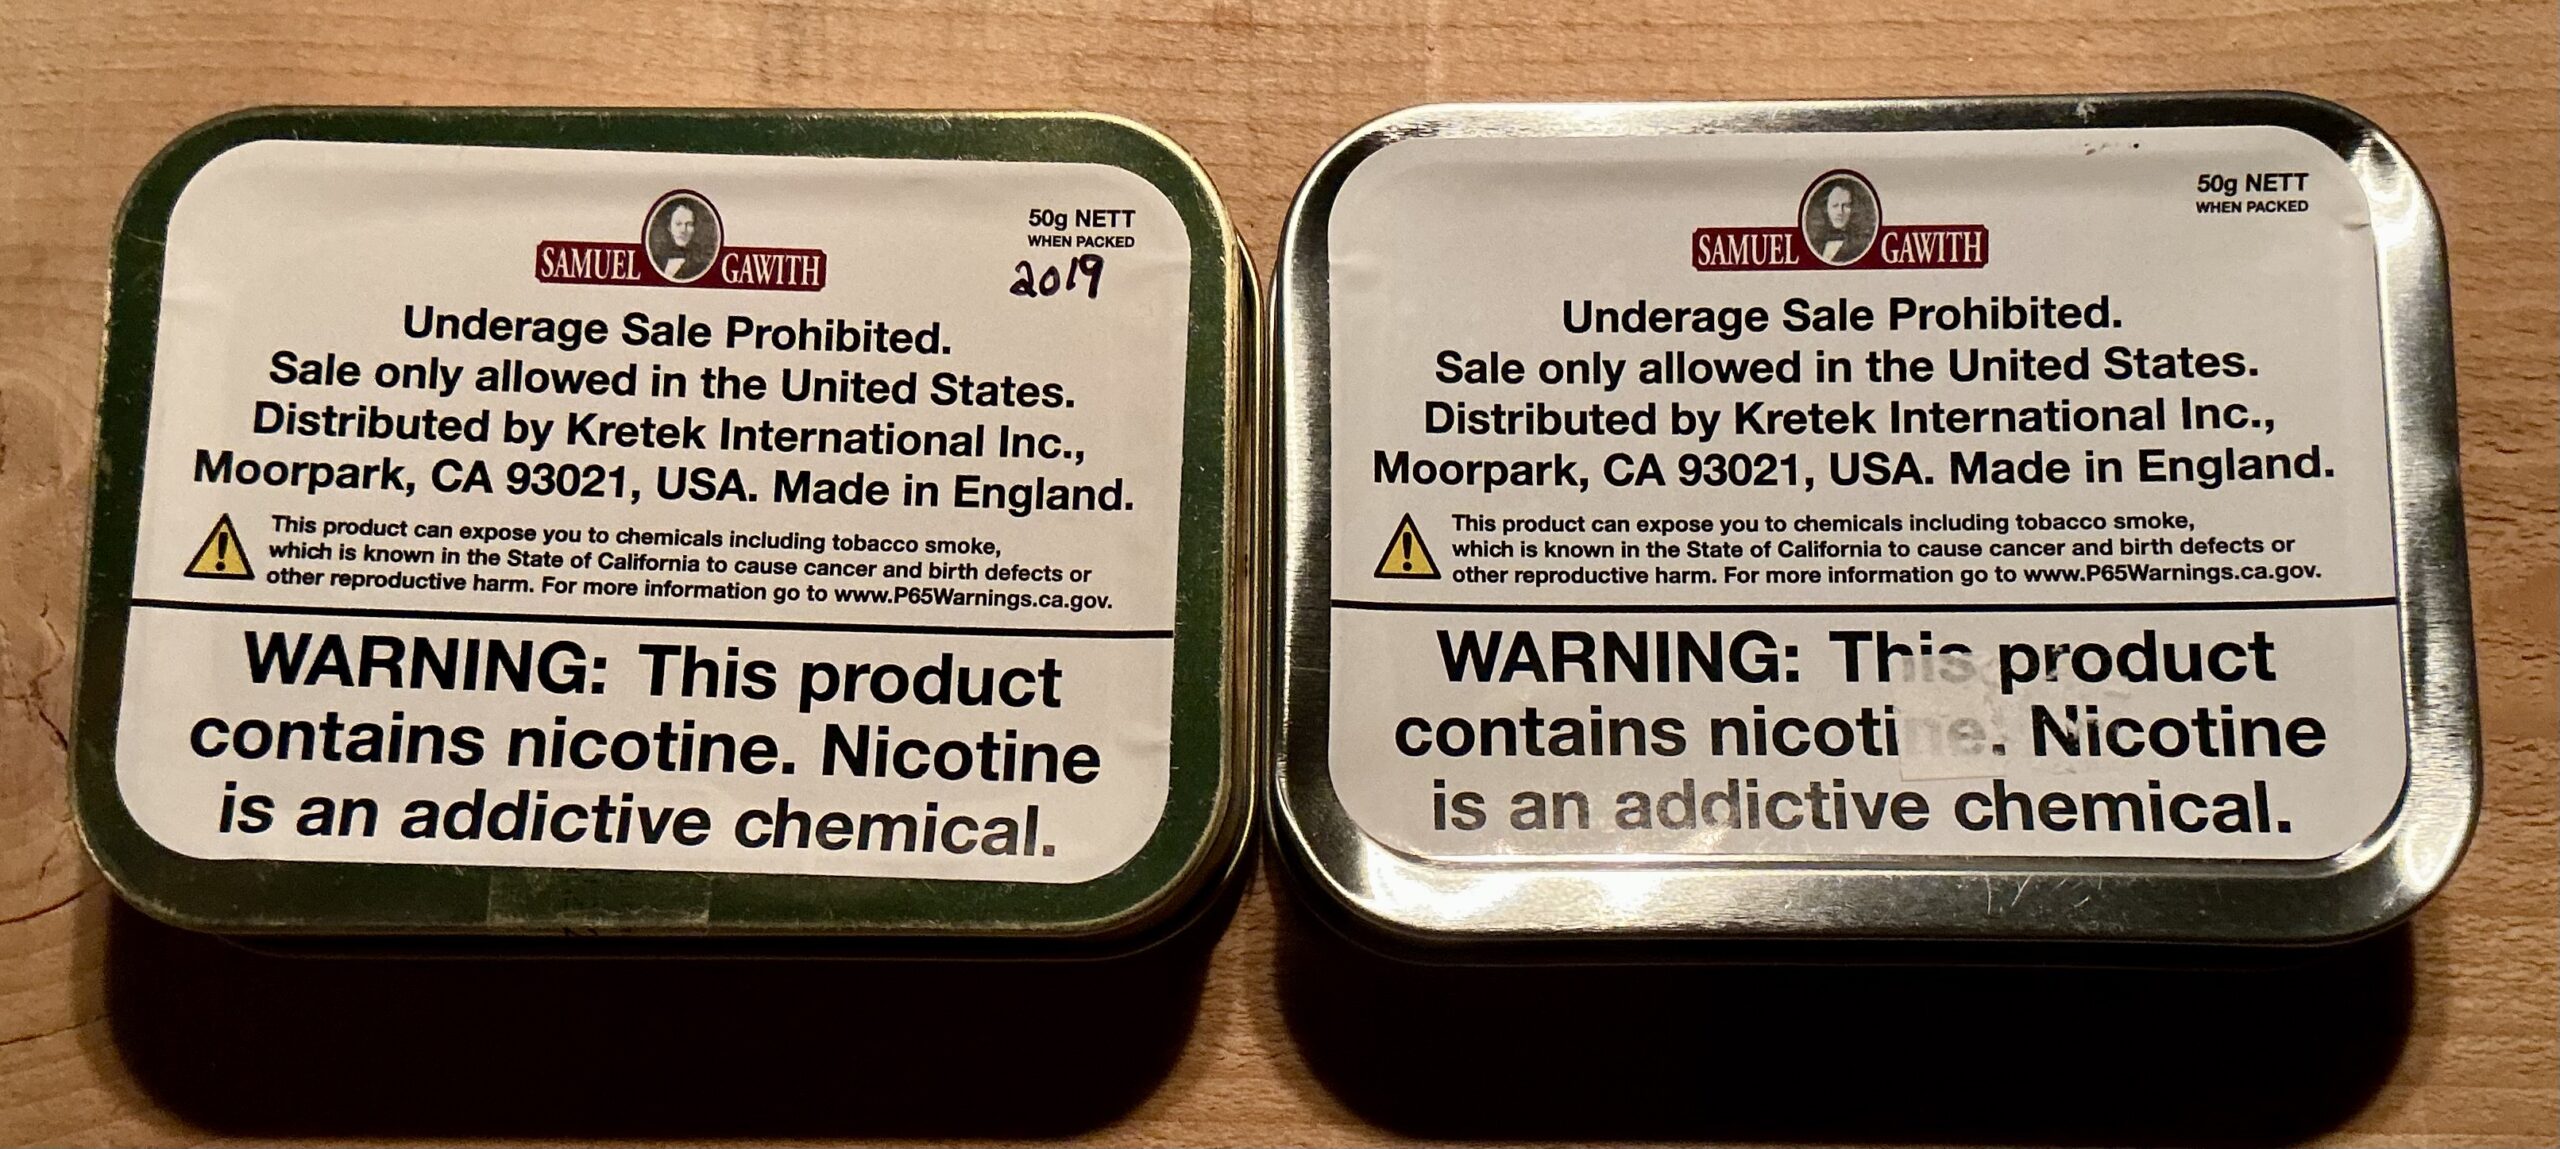 SAMUEL GAWITH
50g NETT
WHEN PACKED
2019
Underage Sale Prohibited.
Sale only allowed in the United States.
Distributed by Kretek International Inc.,
Moorpark, CA 93021, USA. Made in England.
This product can expose you to chemicals including tobacco smoke,
which is known in the State of California to cause cancer and birth defects or
other reproductive harm. For more information go to www.P65Warnings.ca.gov.
WARNING: This product
contains nicotine. Nicotine
is an addictive chemical.
SAMUEL GAWITH
50g NETT
WHEN PACKED
Underage Sale Prohibited.
Sale only allowed in the United States.
Distributed by Kretek International Inc.,
Moorpark, CA 93021, USA. Made in England.
This product can expose you to chemicals including tobacco smoke,
which is known in the State of California to cause cancer and birth defects or
other reproductive harm. For more information go to www.P65Warnings.ca.gov.
WARNING: This product
contains nicotine. Nicotine
is an addictive chemical.